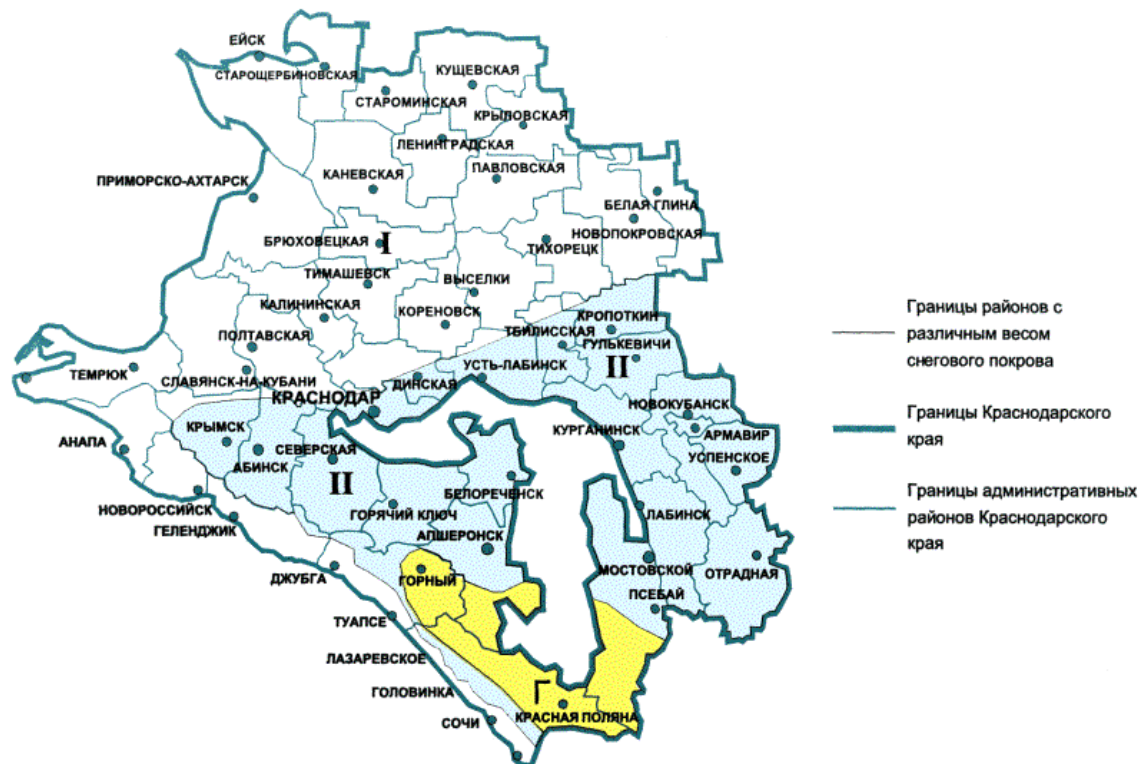 ЕЙСК
СТАРОЩЕРБИНОВСКАЯ
КУЩЕВСКАЯ
СТАРОМИНСКАЯ
КРЫЛОВСКАЯ
ЛЕНИНГРАДСКАЯ
ПАВЛОВСКАЯ
КАНЕВСКАЯ
ПРИМОРСКО-АХТАРСК
БЕЛАЯ ГЛИНА
НОВОПОКРОВСКАЯ
БРЮХОВЕЦКАЯ
I
ТИХОРЕЦК
ТИМАШЕВСК
ВЫСЕЛКИ
КАЛИНИНСКАЯ
КОРЕНОВСК
КРОПОТКИН
ТБИЛИССКАЯ
ПОЛТАВСКАЯ
ГУЛЬКЕВИЧИ
УСТЬ-ЛАБИНСК
II
ТЕМРЮК
СЛАВЯНСК-НА-КУБАНИ
ДИНСКАЯ
КРАСНОДАР
НОВОКУБАНСК
КРЫМСК
КУРГАНИНСК
АРМАВИР
АНАПА
СЕВЕРСКАЯ
АБИНСК
УСПЕНСКОЕ
II
БЕЛОРЕЧЕНСК
НОВОРОССИЙСК
ГОРЯЧИЙ КЛЮЧ
ЛАБИНСК
ГЕЛЕНДЖИК
АПШЕРОНСК
ДЖУБГА
ГОРНЫЙ
МОСТОВСКОЙ
ОТРАДНАЯ
ПСЕБАЙ
ТУАПСЕ
ЛАЗАРЕВСКОЕ
ГОЛОВИНКА
Г
КРАСНАЯ ПОЛЯНА
СОЧИ
Границы районов с
различным весом
снегового покрова
Границы Краснодарского
края
Границы административных
районов Краснодарского
края